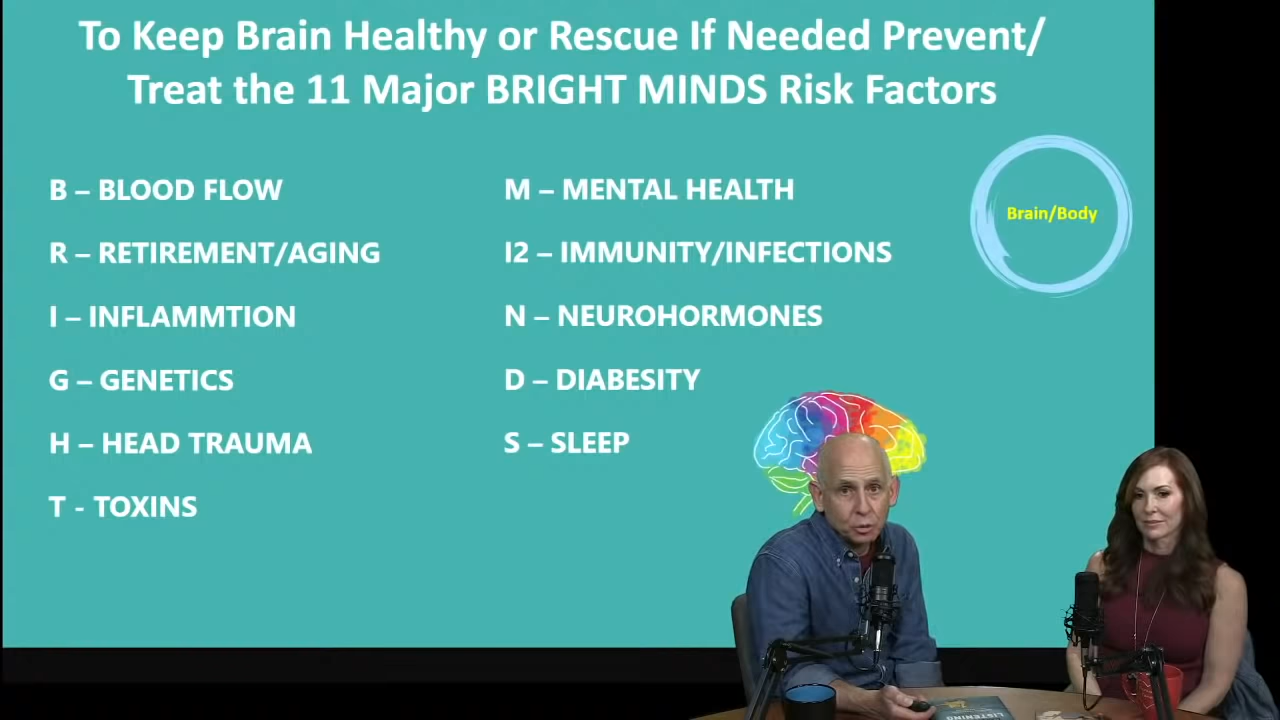 To Keep Brain Healthy or Rescue If Needed Prevent/
Treat the 11 Major BRIGHT MINDS Risk Factors
B – BLOOD FLOW
R – RETIREMENT/AGING
I – INFLAMMTION
G – GENETICS
H – HEAD TRAUMA
T - TOXINS
M – MENTAL HEALTH
I2 – IMMUNITY/INFECTIONS
N – NEUROHORMONES
D – DIABESITY
S – SLEEP
Brain/Body
LISTENING